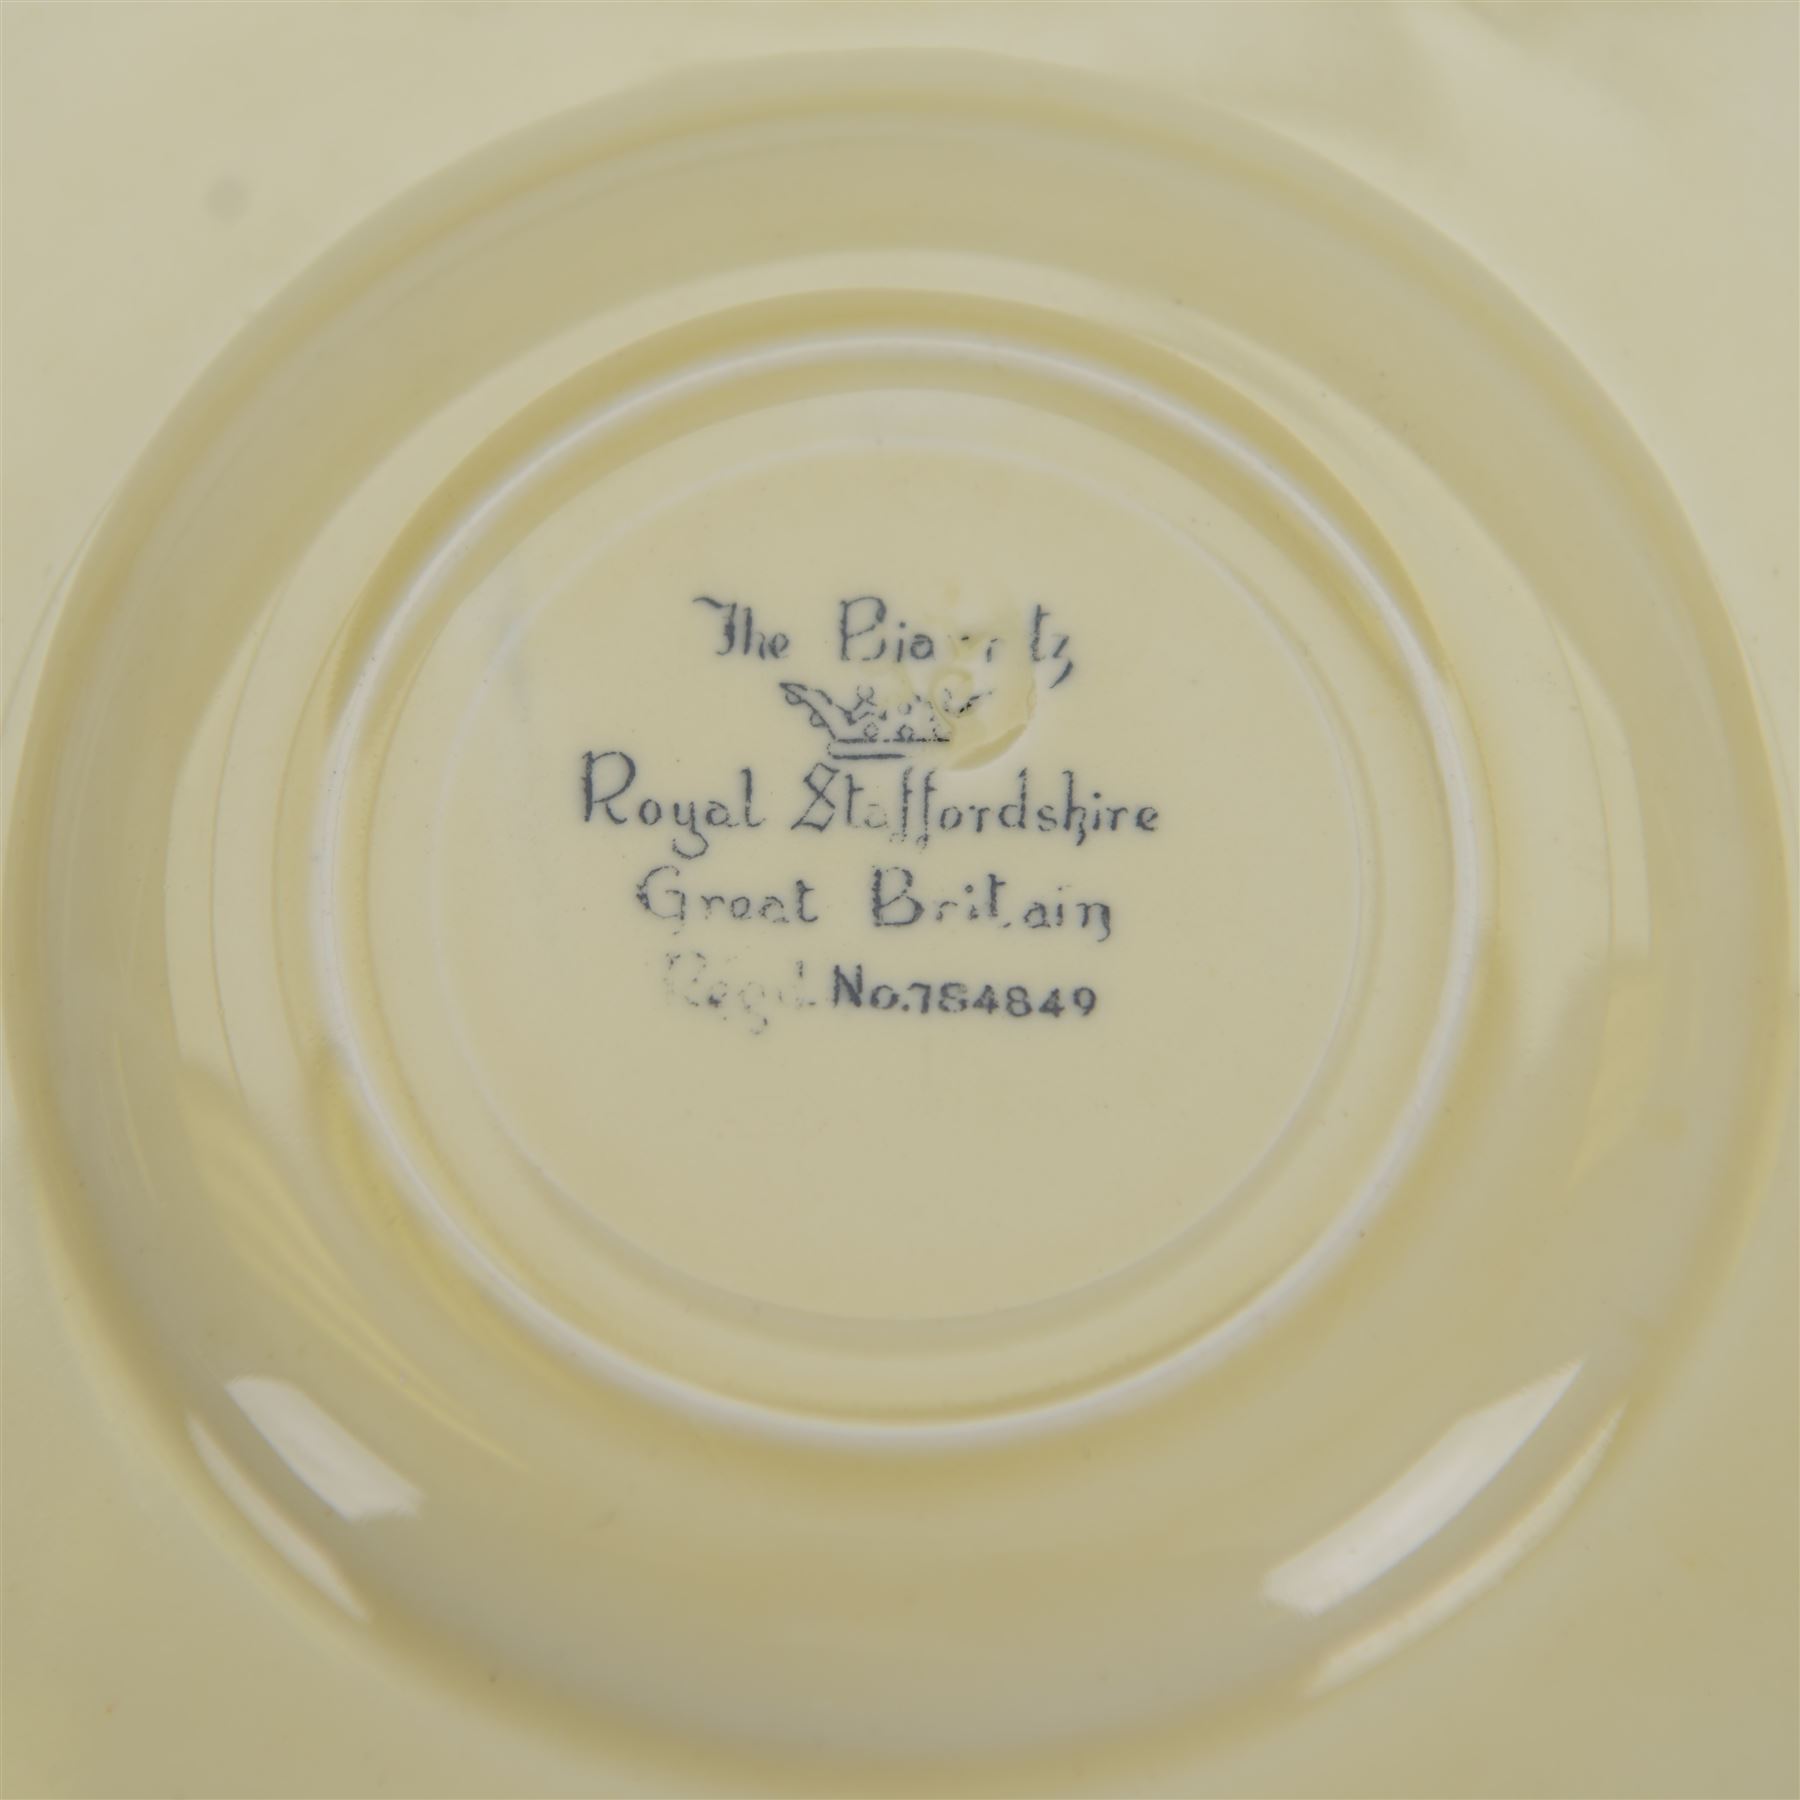 The
Royal Staffordshire
Great Britain
Regd. No. 784849